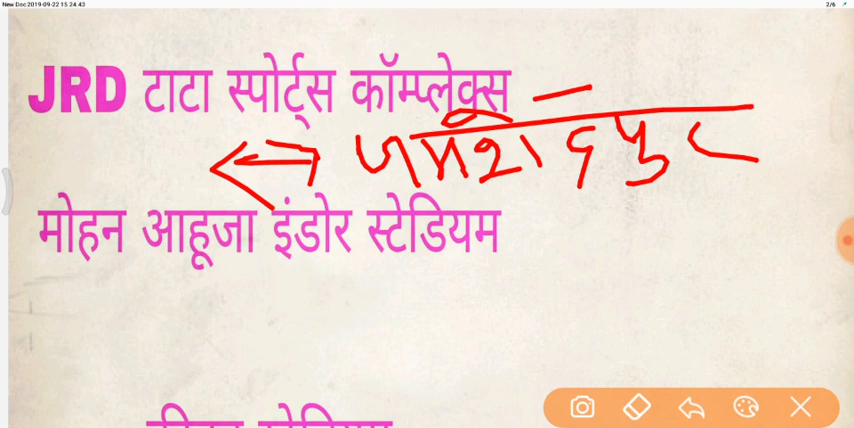 New Doc 2019-09-22 15.24.43
2/6
JRD टाटा स्पोर्ट्स कॉम्प्लेक्स
जमशेदपुर
मोहन आहूजा इंडोर स्टेडियम